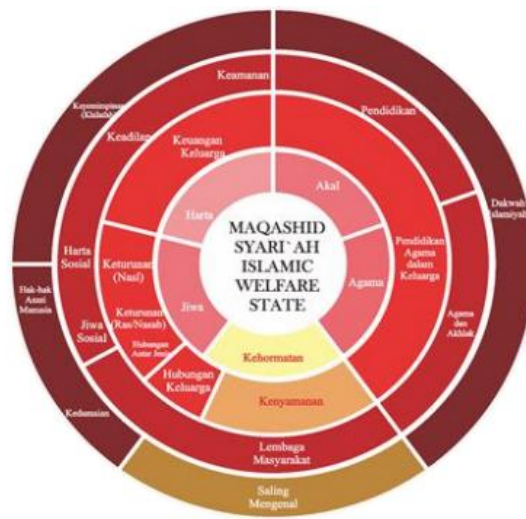 Keamanan
Kepemimpinan
(Khilafah)
Keadilan
Pendidikan
Keuangan
Keluarga
Harta
Akal
MAQASHID
SYARI`AH
ISLAMIC
WELFARE
STATE
Dakwah
Islamiyah
Pendidikan
Agama
dalam
Keluarga
Agama
Jiwa
Harta
Sosial
Keturunan
(Nasl)
Hak-hak
Asasi
Manusia
Jiwa
Sosial
Keturunan
(Ras/Nasab)
Hubungan
Antar Jenis
Agama dan
Akhlak
Kehormatan
Hubungan
Keluarga
Kenyamanan
Kedamaian
Lembaga
Masyarakat
Saling
Mengenal